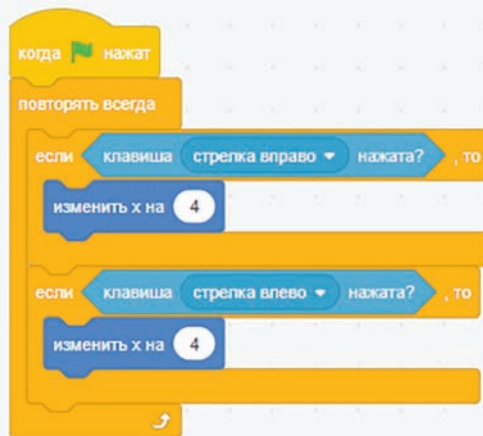 когда нажат
повторять всегда
если клавиша стрелка вправо нажата? , то
изменить x на 4
если клавиша стрелка влево нажата? , то
изменить x на 4